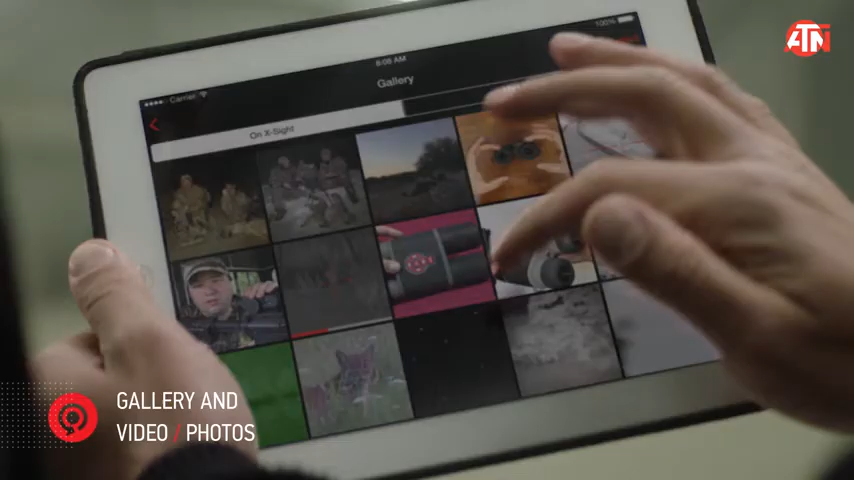 ATN
100%
8:08 AM
Carrier
Gallery
On X-Sight
GALLERY AND
VIDEO / PHOTOS